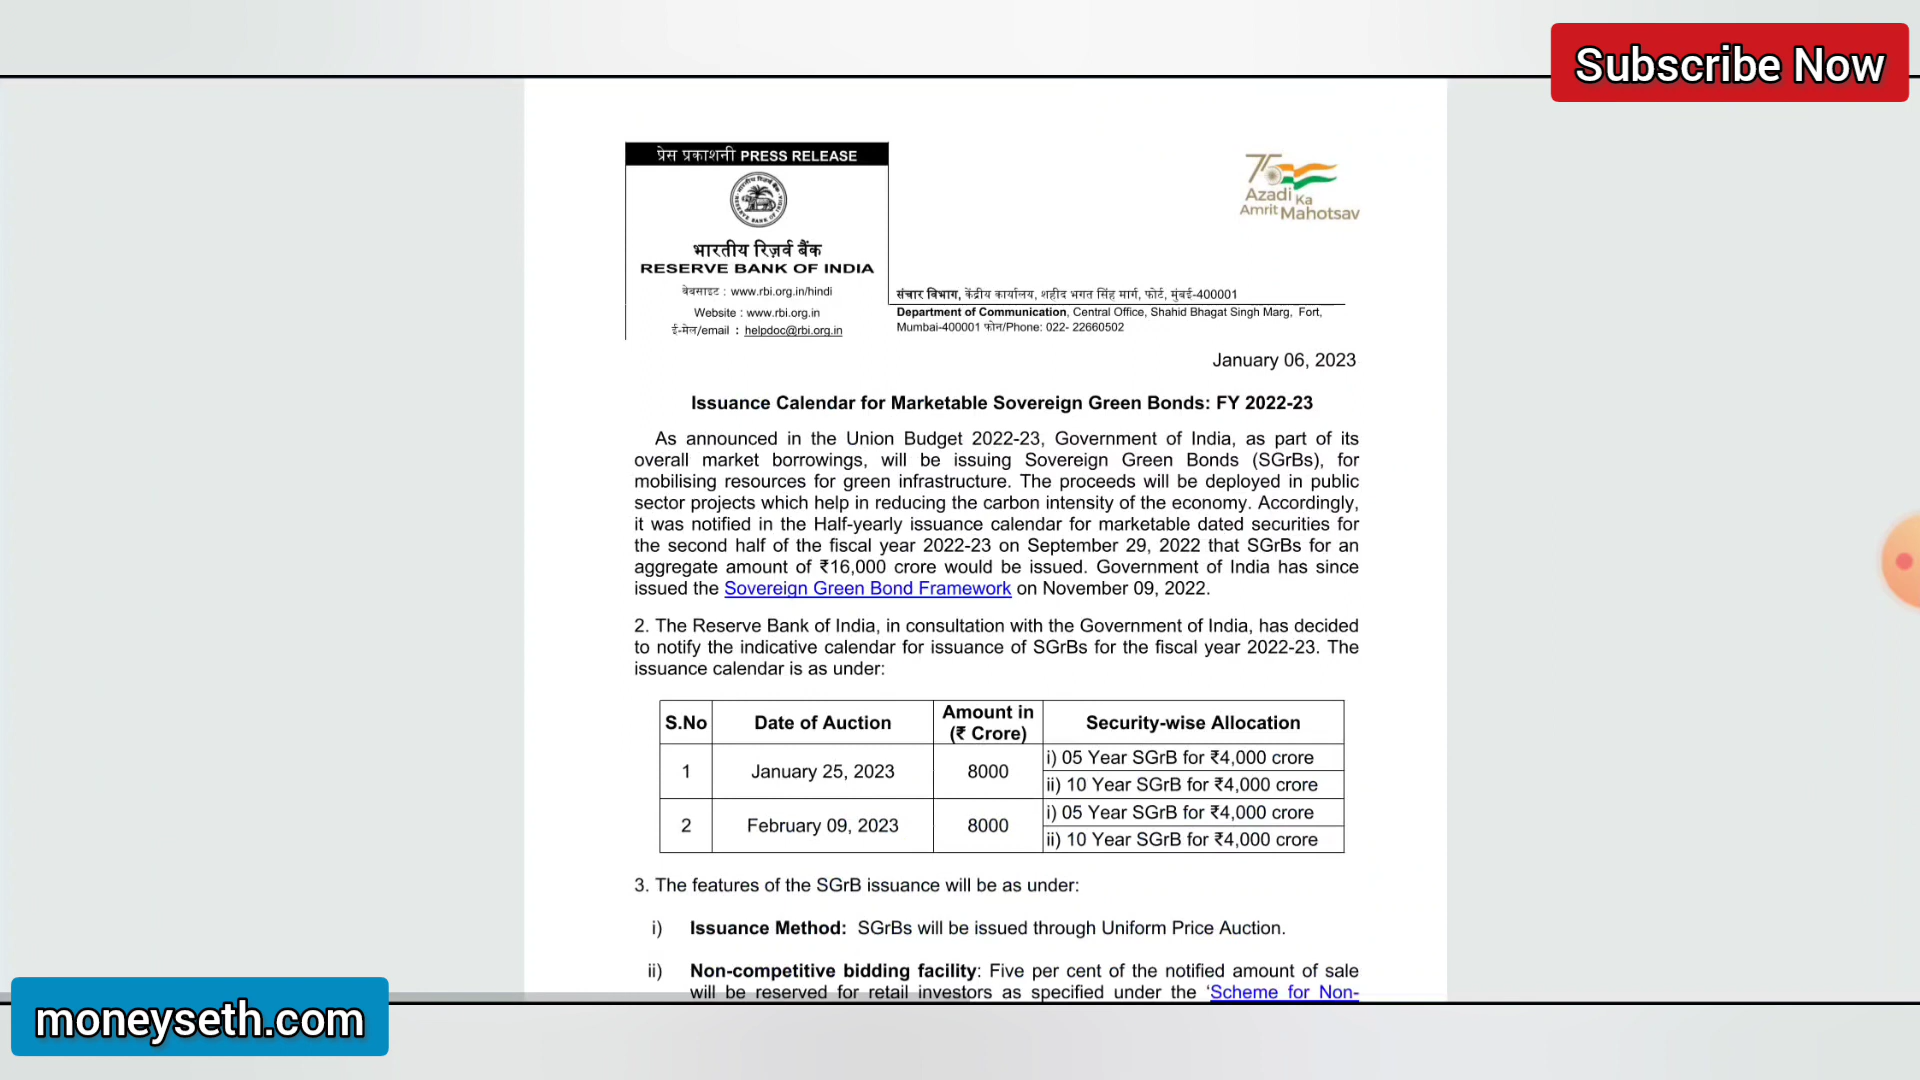 Subscribe Now
प्रेस प्रकाशनी PRESS RELEASE
75
Azadi Ka
Amrit Mahotsav
भारतीय रिज़र्व बैंक
RESERVE BANK OF INDIA
वेबसाइट : www.rbi.org.in/hindi
Website : www.rbi.org.in
ई-मेल/email : helpdoc@rbi.org.in
संचार विभाग, केंद्रीय कार्यालय, शहीद भगत सिंह मार्ग, फोर्ट, मुंबई-400001
Department of Communication, Central Office, Shahid Bhagat Singh Marg, Fort,
Mumbai-400001 फोन/Phone: 022- 22660502
January 06, 2023
Issuance Calendar for Marketable Sovereign Green Bonds: FY 2022-23
As announced in the Union Budget 2022-23, Government of India, as part of its
overall market borrowings, will be issuing Sovereign Green Bonds (SGrBs), for
mobilising resources for green infrastructure. The proceeds will be deployed in public
sector projects which help in reducing the carbon intensity of the economy. Accordingly,
it was notified in the Half-yearly issuance calendar for marketable dated securities for
the second half of the fiscal year 2022-23 on September 29, 2022 that SGrBs for an
aggregate amount of ₹16,000 crore would be issued. Government of India has since
issued the Sovereign Green Bond Framework on November 09, 2022.
2. The Reserve Bank of India, in consultation with the Government of India, has decided
to notify the indicative calendar for issuance of SGrBs for the fiscal year 2022-23. The
issuance calendar is as under:
S.No Date of Auction Amount in (₹ Crore) Security-wise Allocation
1 January 25, 2023 8000 i) 05 Year SGrB for ₹4,000 crore
ii) 10 Year SGrB for ₹4,000 crore
2 February 09, 2023 8000 i) 05 Year SGrB for ₹4,000 crore
ii) 10 Year SGrB for ₹4,000 crore
3. The features of the SGrB issuance will be as under:
i) Issuance Method: SGrBs will be issued through Uniform Price Auction.
ii) Non-competitive bidding facility: Five per cent of the notified amount of sale
will be reserved for retail investors as specified under the ‘Scheme for Non-
moneyseth.com